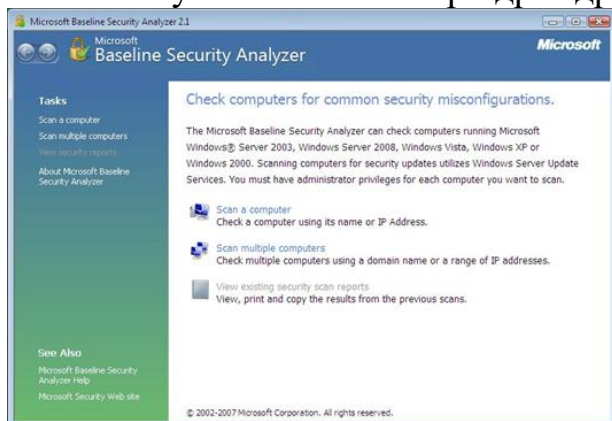 Microsoft Baseline Security Analyzer 2.1
Microsoft
Baseline Security Analyzer
Microsoft
Tasks
Scan a computer
Scan multiple computers
View security reports
About Microsoft Baseline
Security Analyzer
See Also
Microsoft Baseline Security
Analyzer Help
Microsoft Security Web site
Check computers for common security misconfigurations.
The Microsoft Baseline Security Analyzer can check computers running Microsoft
Windows® Server 2003, Windows Server 2008, Windows Vista, Windows XP or
Windows 2000. Scanning computers for security updates utilizes Windows Server Update
Services. You must have administrator privileges for each computer you want to scan.
Scan a computer
Check a computer using its name or IP Address.
Scan multiple computers
Check multiple computers using a domain name or a range of IP addresses.
View existing security scan reports
View, print and copy the results from the previous scans.
© 2002-2007 Microsoft Corporation. All rights reserved.